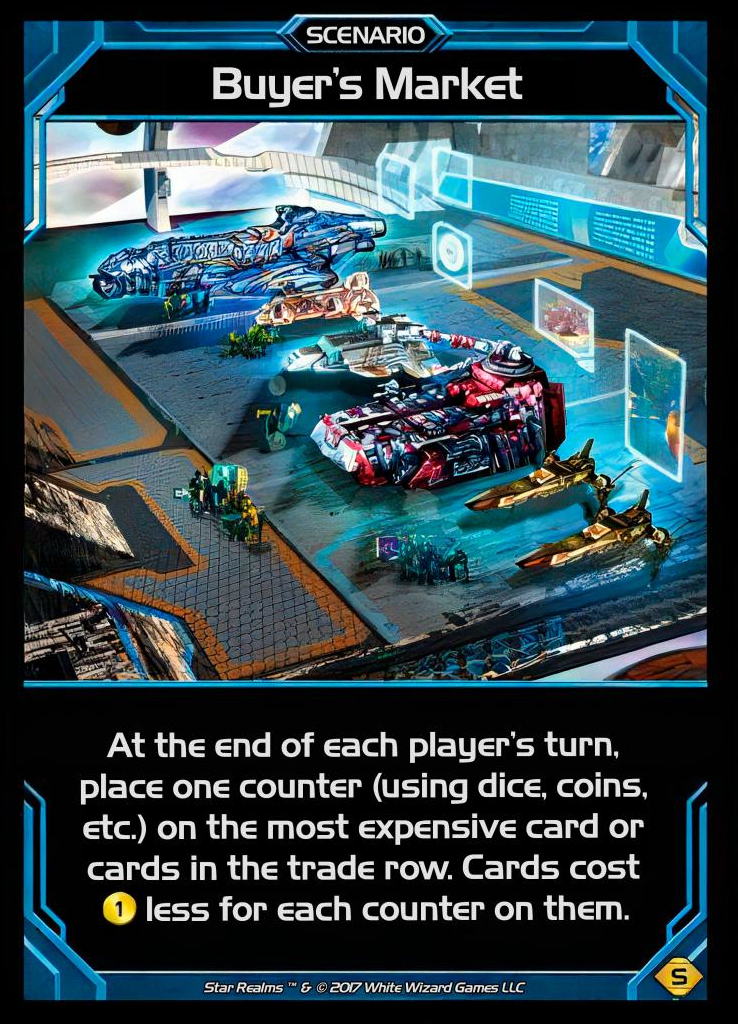 SCENARIO
Buyer's Market
At the end of each player's turn,
place one counter (using dice, coins,
etc.) on the most expensive card or
cards in the trade row. Cards cost
1 less for each counter on them.
S
Star Realms ™ & © 2017 White Wizard Games LLC